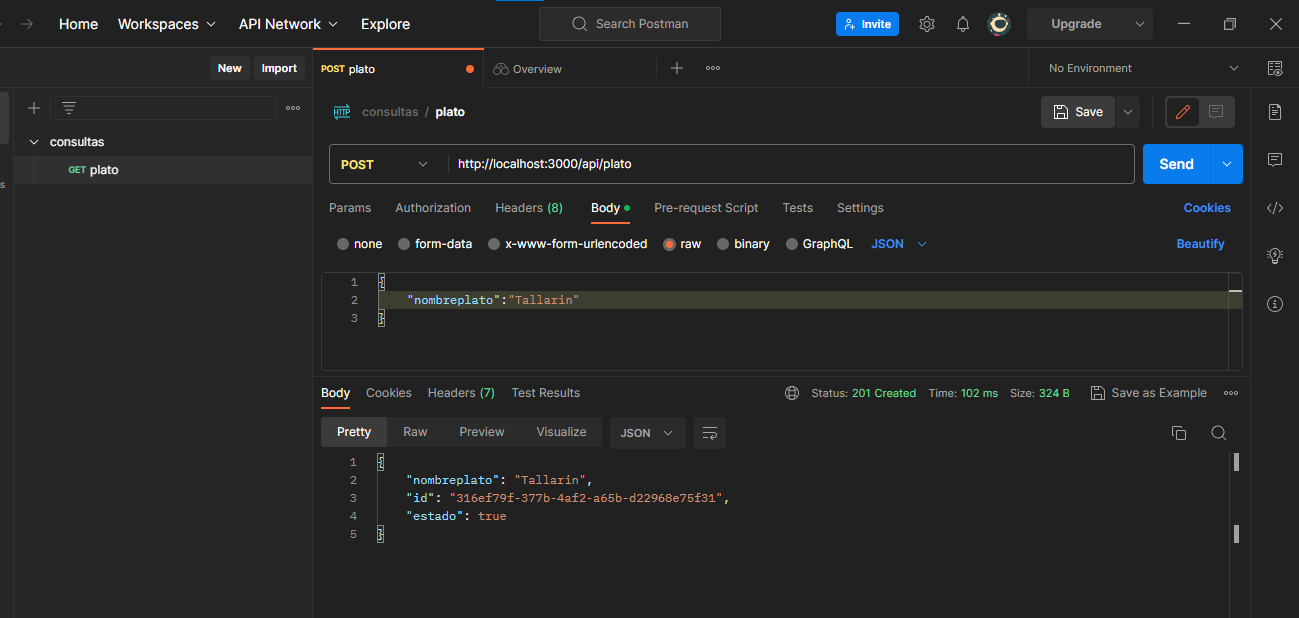 Home Workspaces API Network Explore Search Postman Invite Upgrade
New Import POST plato Overview No Environment
consultas / plato Save
consultas
GET plato
POST http://localhost:3000/api/plato Send
s
Params Authorization Headers (8) Body Pre-request Script Tests Settings Cookies
none form-data x-www-form-urlencoded raw binary GraphQL JSON Beautify
1 {
2 "nombreplato":"Tallarin"
3 }
Body Cookies Headers (7) Test Results Status: 201 Created Time: 102 ms Size: 324 B Save as Example
Pretty Raw Preview Visualize JSON
1 {
2 "nombreplato": "Tallarin",
3 "id": "316ef79f-377b-4af2-a65b-d22968e75f31",
4 "estado": true
5 }